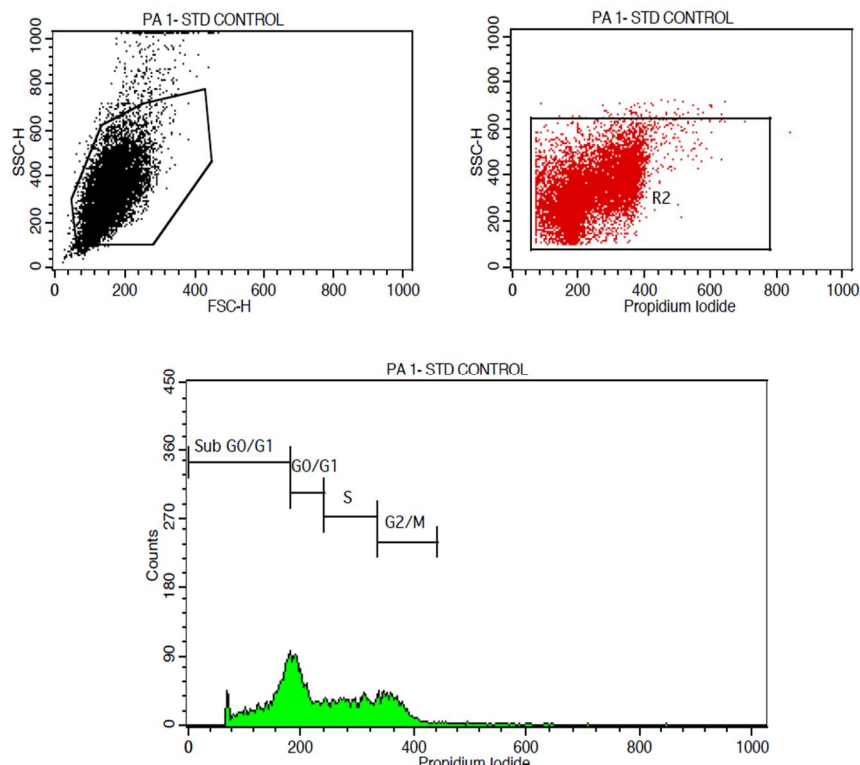 PA 1- STD CONTROL
1000
800
600
400
200
0
SSC-H
0 200 400 600 800 1000
FSC-H
PA 1- STD CONTROL
1000
800
600
400
200
0
SSC-H
R2
0 200 400 600 800 1000
Propidium Iodide
PA 1- STD CONTROL
450
360
270
180
90
0
Counts
Sub G0/G1
G0/G1
S
G2/M
0 200 400 600 800 1000
Propidium Iodide